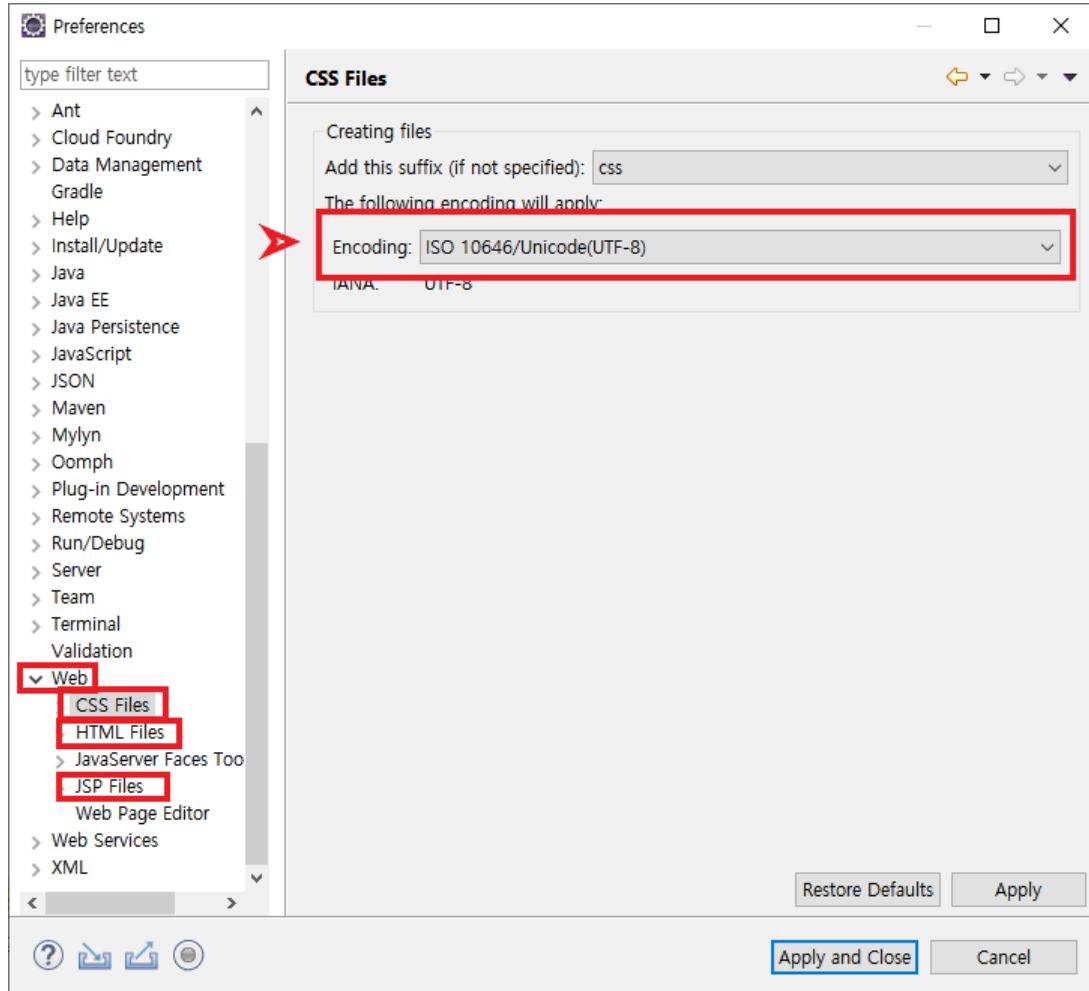 Preferences
type filter text
Ant
Cloud Foundry
Data Management
Gradle
Help
Install/Update
Java
Java EE
Java Persistence
JavaScript
JSON
Maven
Mylyn
Oomph
Plug-in Development
Remote Systems
Run/Debug
Server
Team
Terminal
Validation
Web
CSS Files
HTML Files
JavaServer Faces Too
JSP Files
Web Page Editor
Web Services
XML
CSS Files
Creating files
Add this suffix (if not specified): css
The following encoding will apply:
Encoding: ISO 10646/Unicode(UTF-8)
IANA: UTF-8
Restore Defaults Apply
Apply and Close Cancel